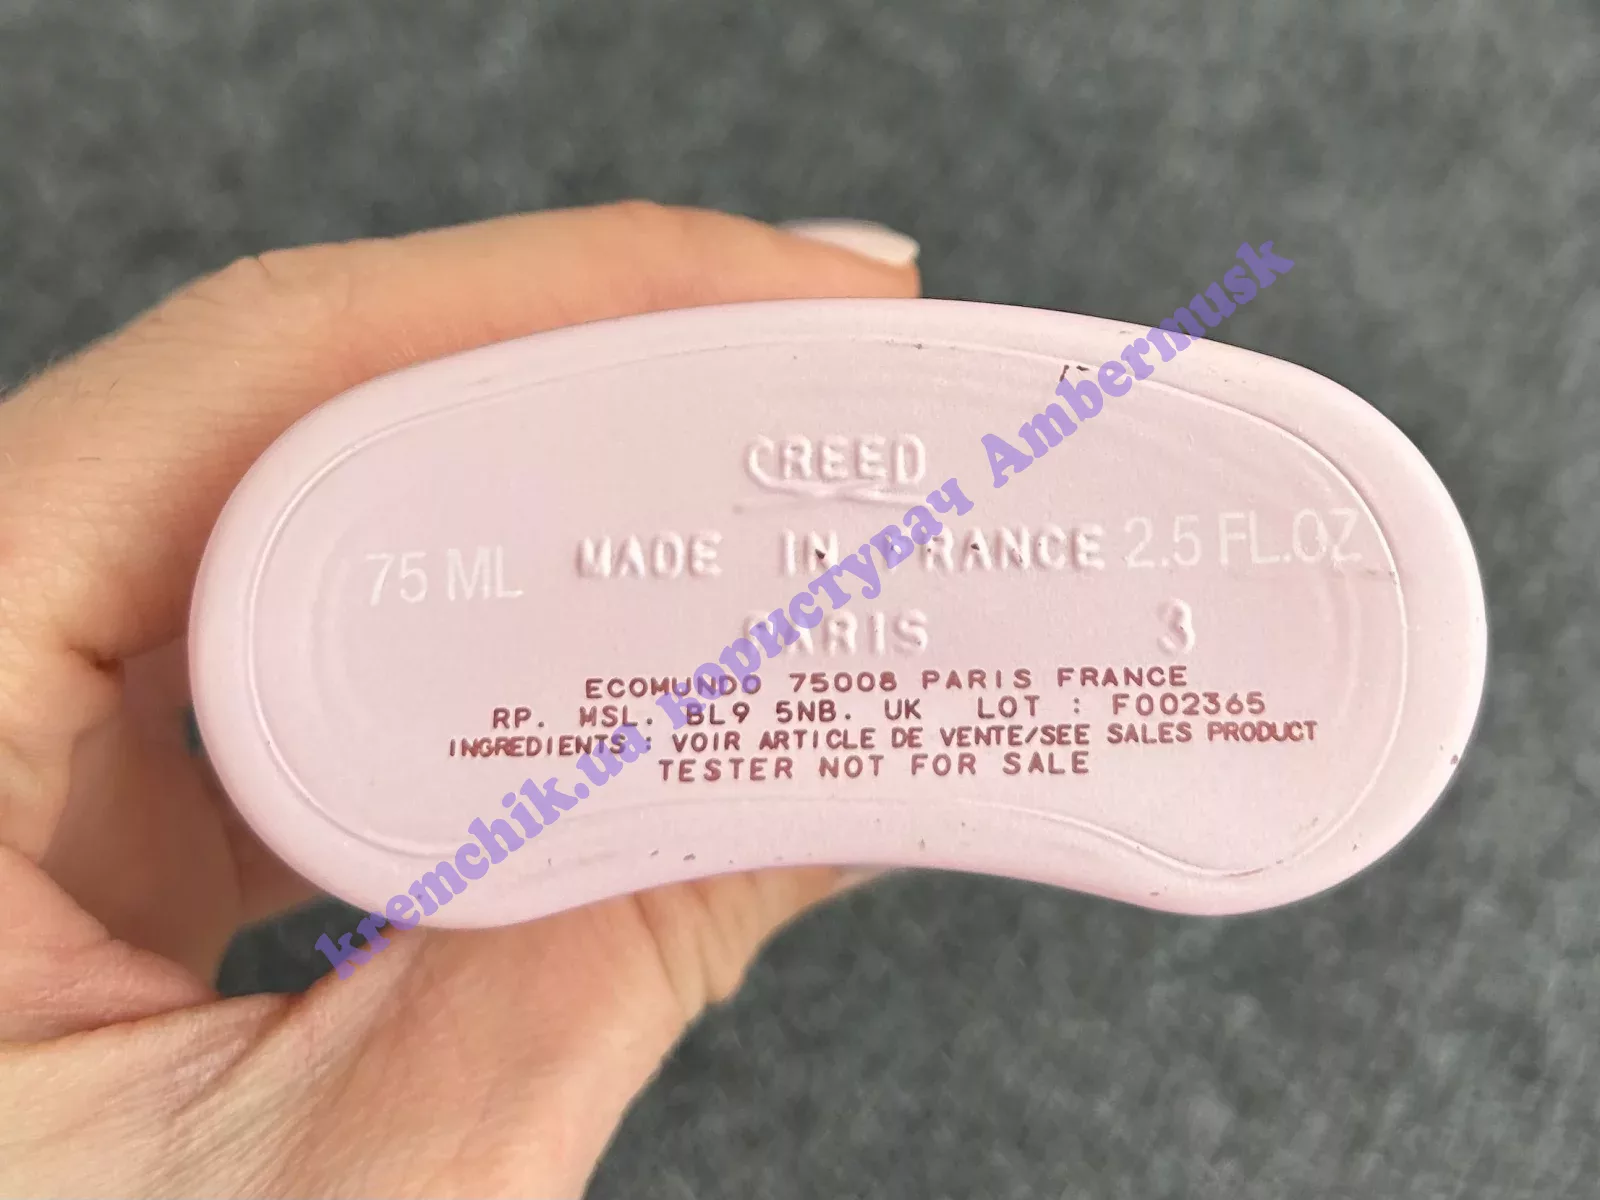 CREED
75 ML MADE IN FRANCE 2.5 FL.OZ
PARIS 3
ECOMUNDO 75008 PARIS FRANCE
RP. MSL. BL9 5NB. UK LOT : F002365
INGREDIENTS : VOIR ARTICLE DE VENTE/SEE SALES PRODUCT
TESTER NOT FOR SALE
kremchik.ua користувач Ambermusk